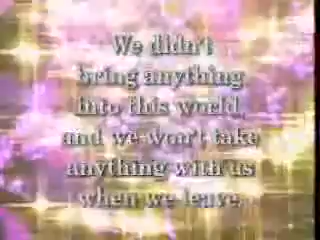 We didn't
bring anything
into this world,
and we won't take
anything with us
when we leave